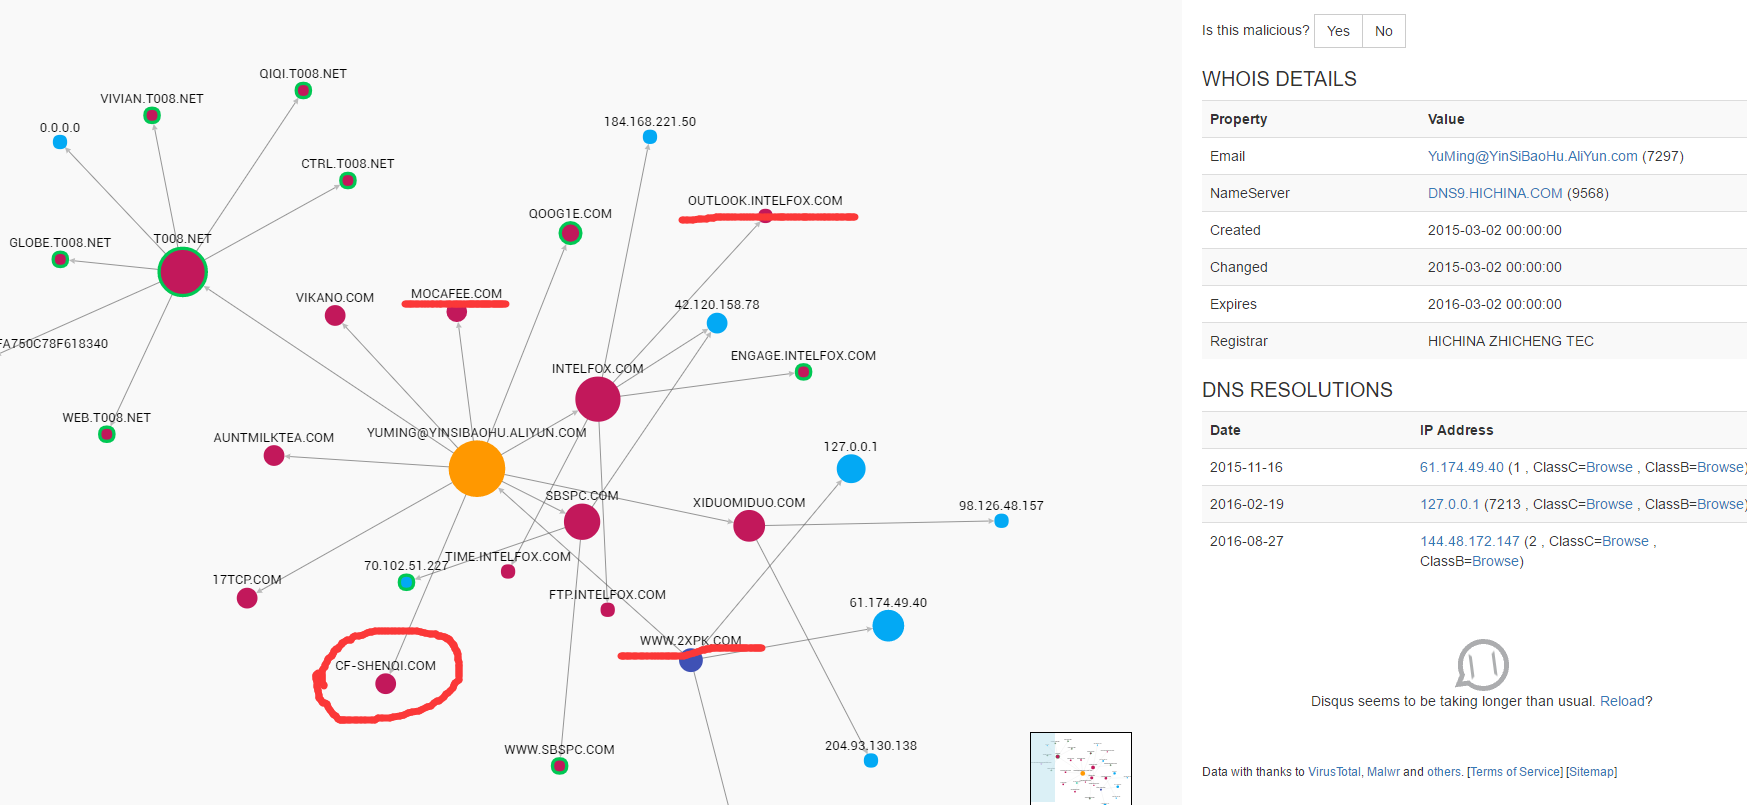 QIQI.T008.NET
VIVIAN.T008.NET
0.0.0.0
184.168.221.50
CTRL.T008.NET
OUTLOOK.INTELFOX.COM
QOOG1E.COM
T008.NET
GLOBE.T008.NET
MOCAFEE.COM
VIKANO.COM
42.120.158.78
FA750C78F618340
ENGAGE.INTELFOX.COM
INTELFOX.COM
WEB.T008.NET
YUMING@YINSIBAOHU.ALIYUN.COM
AUNTMILKTEA.COM
127.0.0.1
SBSPC.COM
XIDUOMIDUO.COM
98.126.48.157
TIME.INTELFOX.COM
70.102.51.227
17TCP.COM
FTP.INTELFOX.COM
61.174.49.40
WWW.2XPK.COM
CF-SHENQI.COM
WWW.SBSPC.COM
204.93.130.138
Is this malicious? Yes No
WHOIS DETAILS
Property Value
Email YuMing@YinSiBaoHu.AliYun.com (7297)
NameServer DNS9.HICHINA.COM (9568)
Created 2015-03-02 00:00:00
Changed 2015-03-02 00:00:00
Expires 2016-03-02 00:00:00
Registrar HICHINA ZHICHENG TEC
DNS RESOLUTIONS
Date IP Address
2015-11-16 61.174.49.40 (1 , ClassC=Browse , ClassB=Browse)
2016-02-19 127.0.0.1 (7213 , ClassC=Browse , ClassB=Browse)
2016-08-27 144.48.172.147 (2 , ClassC=Browse ,
ClassB=Browse)
Disqus seems to be taking longer than usual. Reload?
Data with thanks to VirusTotal, Malwr and others. [Terms of Service] [Sitemap]